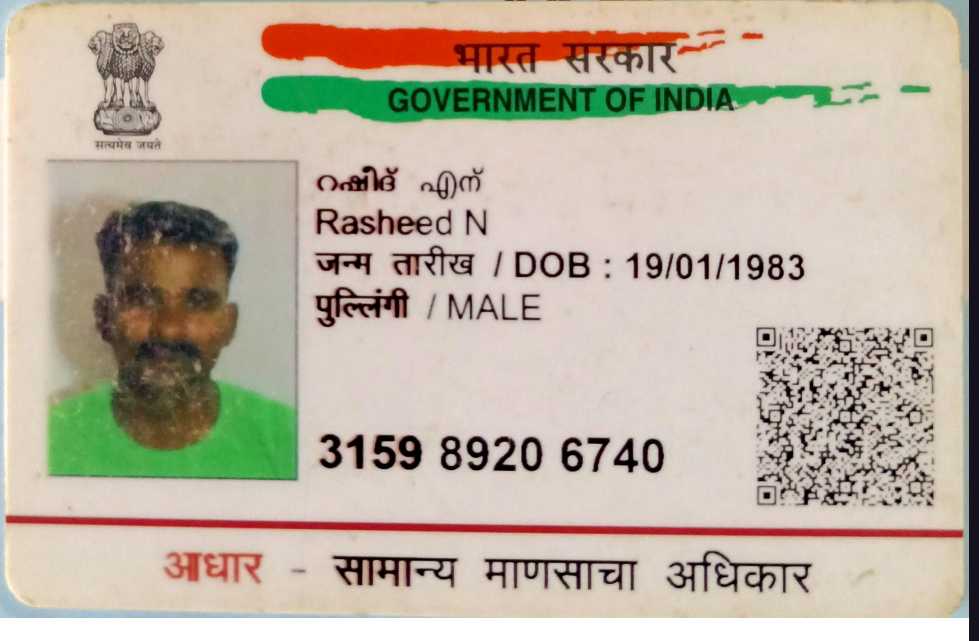 भारत सरकार
GOVERNMENT OF INDIA
सत्यमेव जयते
റഷീദ് എന്
Rasheed N
जन्म तारीख / DOB : 19/01/1983
पुल्लिंगी / MALE
3159 8920 6740
आधार - सामान्य माणसाचा अधिकार